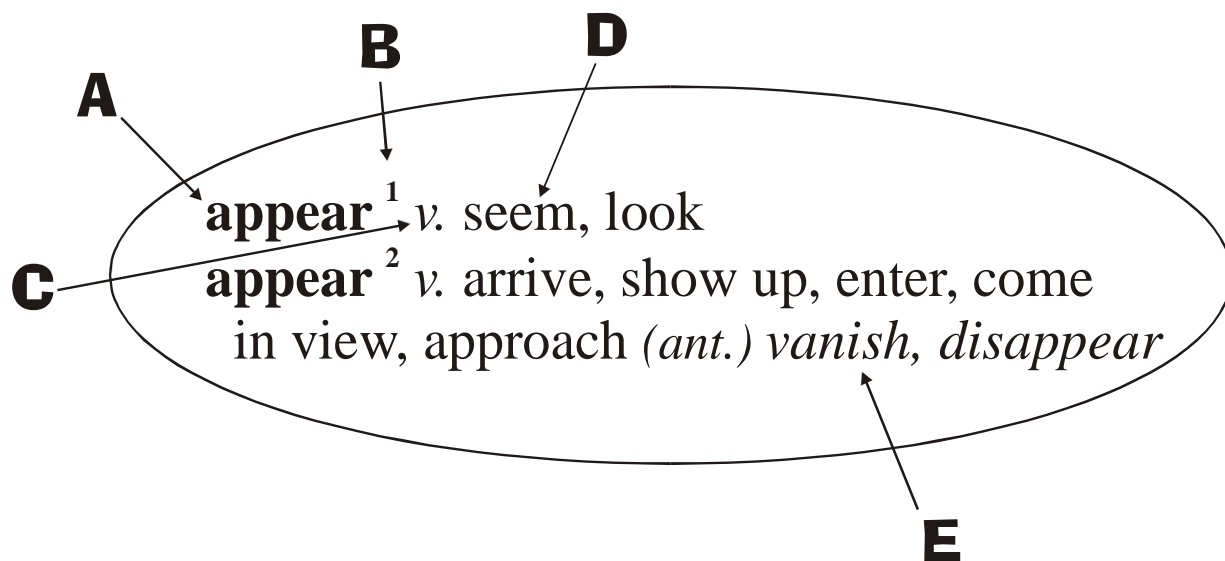 B D
A
appear 1 v. seem, look
C appear 2 v. arrive, show up, enter, come
in view, approach (ant.) vanish, disappear
E